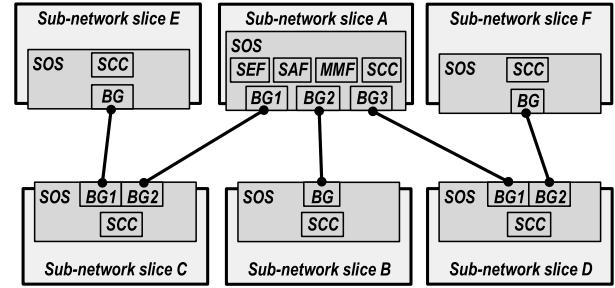 Sub-network slice E
SOS SCC
BG
Sub-network slice A
SOS
SEF SAF MMF SCC
BG1 BG2 BG3
Sub-network slice F
SOS SCC
BG
SOS BG1 BG2
SCC
Sub-network slice C
SOS BG
SCC
Sub-network slice B
SOS BG1 BG2
SCC
Sub-network slice D